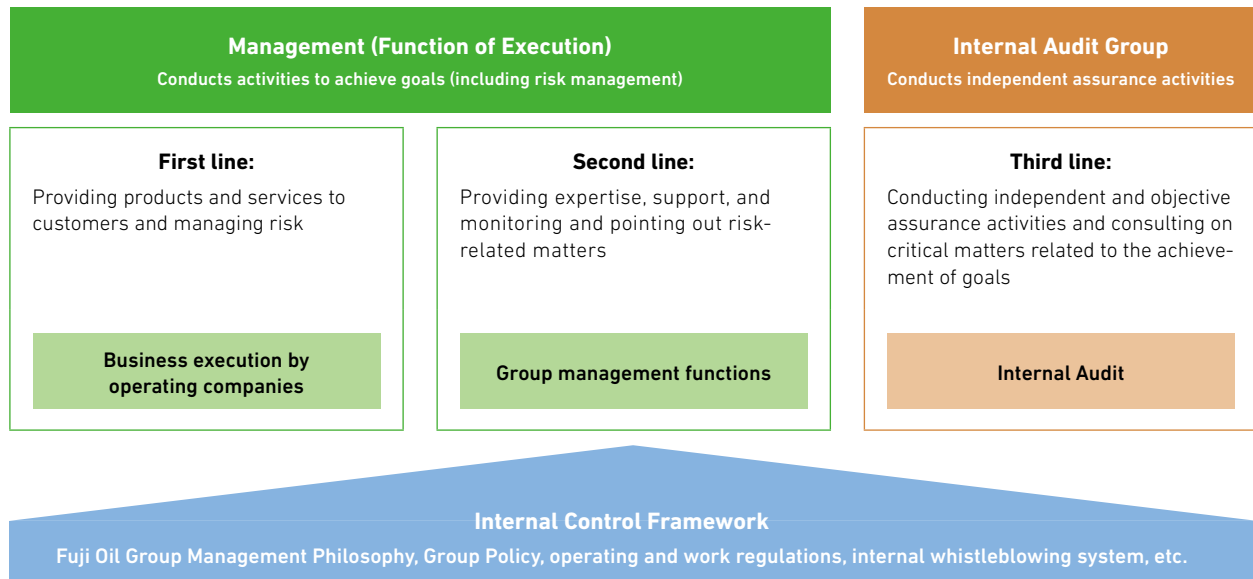 Management (Function of Execution)
Conducts activities to achieve goals (including risk management)
Internal Audit Group
Conducts independent assurance activities
First line:
Providing products and services to
customers and managing risk
Business execution by
operating companies
Second line:
Providing expertise, support, and
monitoring and pointing out risk-
related matters
Group management functions
Third line:
Conducting independent and objective
assurance activities and consulting on
critical matters related to the achieve-
ment of goals
Internal Audit
Internal Control Framework
Fuji Oil Group Management Philosophy, Group Policy, operating and work regulations, internal whistleblowing system, etc.